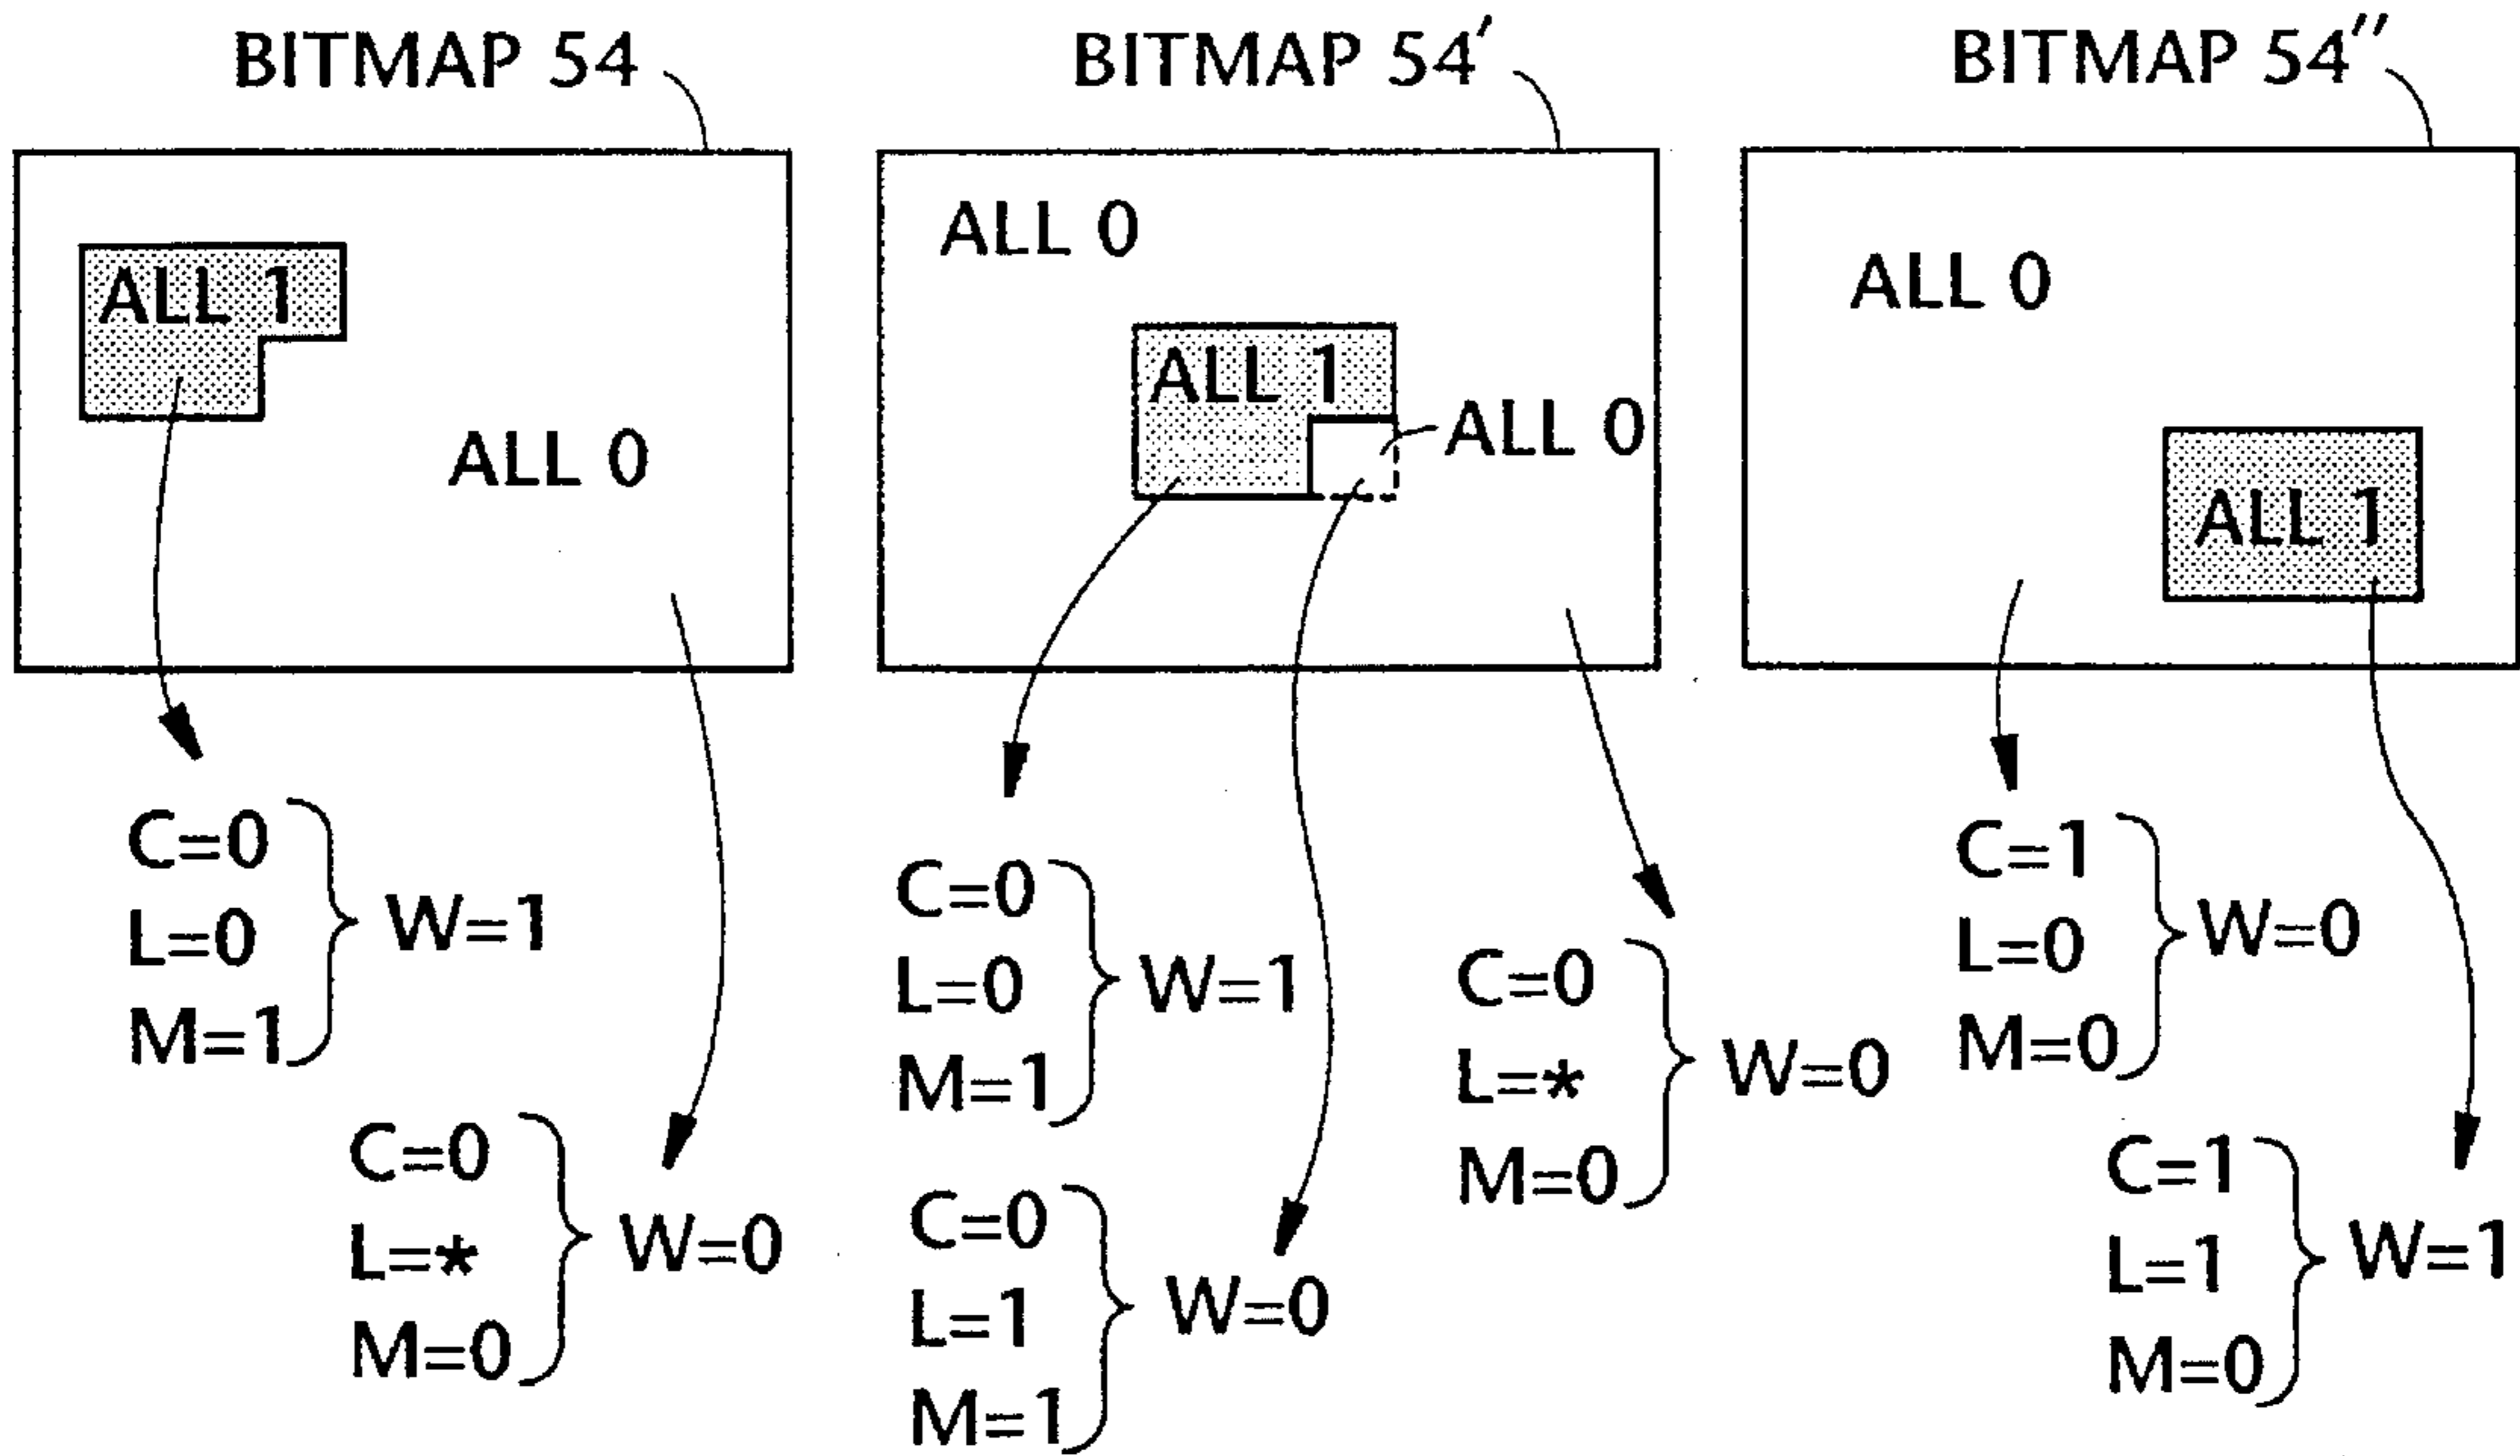 BITMAP 54
BITMAP 54′
BITMAP 54″
ALL 1
ALL 0
ALL 0
ALL 1
ALL 0
ALL 0
ALL 1
C=0
L=0
M=1
W=1
C=0
L=*
M=0
W=0
C=0
L=0
M=1
W=1
C=0
L=1
M=1
W=0
C=0
L=*
M=0
W=0
C=1
L=0
M=0
W=0
C=1
L=1
M=0
W=1